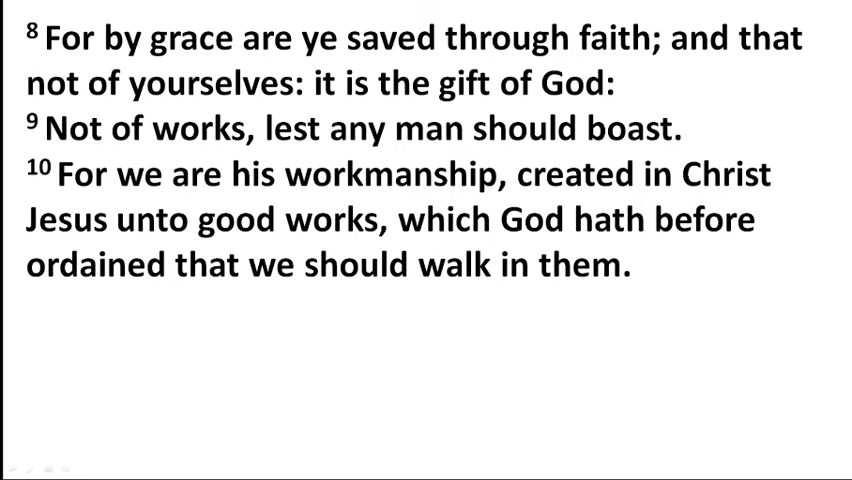 8 For by grace are ye saved through faith; and that
not of yourselves: it is the gift of God:
9 Not of works, lest any man should boast.
10 For we are his workmanship, created in Christ
Jesus unto good works, which God hath before
ordained that we should walk in them.